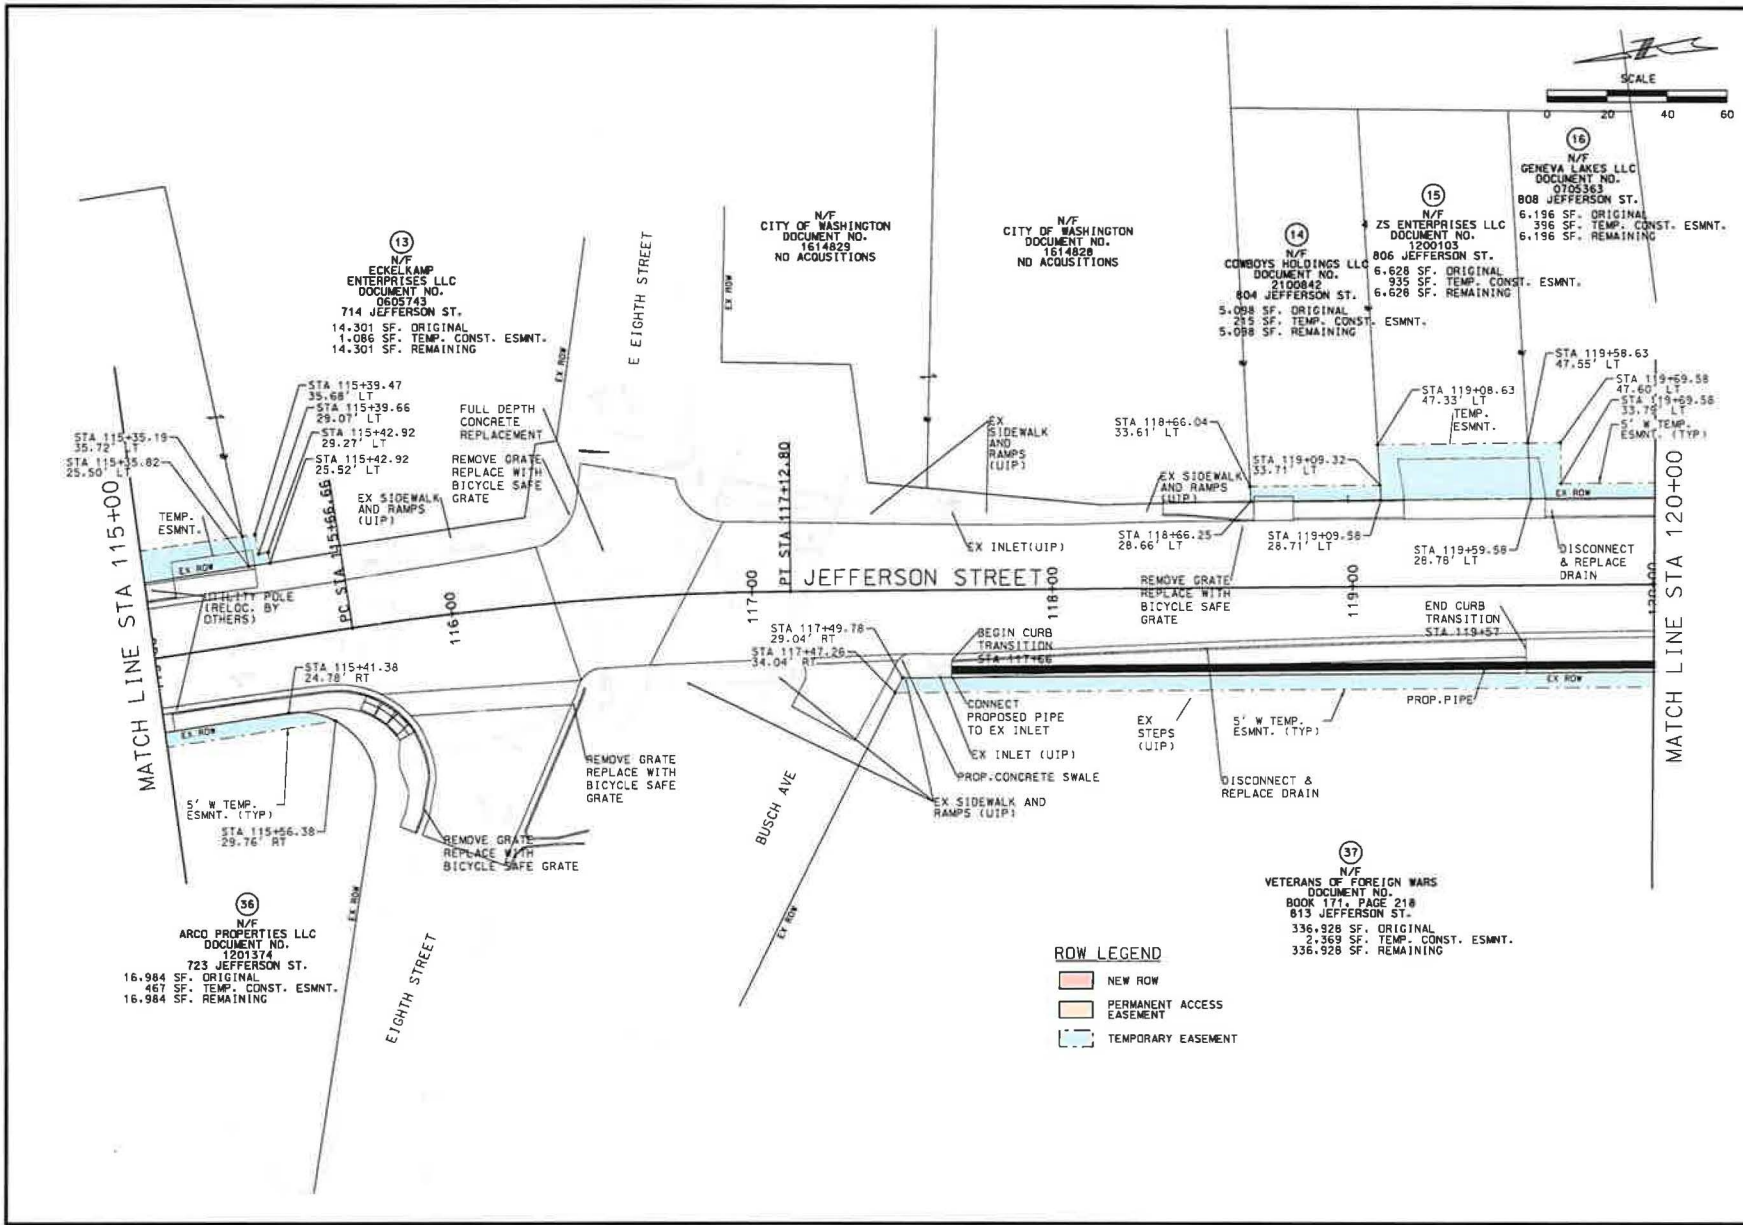 SCALE
0 20 40 60
16
N/F
GENEVA LAKES LLC
DOCUMENT NO.
0705363
808 JEFFERSON ST.
6.196 SF. ORIGINAL
396 SF. TEMP. CONST. ESMNT.
6.196 SF. REMAINING
15
N/F
ZS ENTERPRISES LLC
DOCUMENT NO.
1200103
806 JEFFERSON ST.
6.628 SF. ORIGINAL
935 SF. TEMP. CONST. ESMNT.
6.628 SF. REMAINING
14
N/F
COWBOYS HOLDINGS LLC
DOCUMENT NO.
2100842
804 JEFFERSON ST.
5.098 SF. ORIGINAL
215 SF. TEMP. CONST. ESMNT.
5.098 SF. REMAINING
N/F
CITY OF WASHINGTON
DOCUMENT NO.
1614828
NO ACQUSITIONS
N/F
CITY OF WASHINGTON
DOCUMENT NO.
1614829
NO ACQUSITIONS
EX ROW
E EIGHTH STREET
EX ROW
13
N/F
ECKELKAMP
ENTERPRISES LLC
DOCUMENT NO.
0605743
714 JEFFERSON ST.
14.301 SF. ORIGINAL
1.086 SF. TEMP. CONST. ESMNT.
14.301 SF. REMAINING
STA 115+39.47
35.68' LT
STA 115+39.66
29.07' LT
STA 115+42.92
29.27' LT
STA 115+42.92
25.52' LT
STA 115+35.19
35.72' LT
STA 115+35.82
25.50' LT
TEMP.
ESMNT.
EX ROW
UTILITY POLE
(RELOC. BY
OTHERS)
MATCH LINE STA 115+00
PC STA 115+66.66
EX SIDEWALK
AND RAMPS
(UIP)
FULL DEPTH
CONCRETE
REPLACEMENT
REMOVE GRATE
REPLACE WITH
BICYCLE SAFE
GRATE
116+00
117+00
PI STA 117+12.80
JEFFERSON STREET
118+00
119+00
120+00
EX
SIDEWALK
AND
RAMPS
(UIP)
EX INLET(UIP)
STA 118+66.04
33.61' LT
EX SIDEWALK
AND RAMPS
(UIP)
STA 119+09.32
33.71' LT
STA 118+66.25
28.66' LT
STA 119+09.58
28.71' LT
STA 119+08.63
47.33' LT
TEMP.
ESMNT.
STA 119+58.63
47.55' LT
STA 119+69.58
47.60' LT
STA 119+69.58
33.79' LT
5' W TEMP.
ESMNT. (TYP)
EX ROW
STA 119+59.58
28.78' LT
DISCONNECT
& REPLACE
DRAIN
REMOVE GRATE
REPLACE WITH
BICYCLE SAFE
GRATE
END CURB
TRANSITION
STA 119+57
MATCH LINE STA 120+00
STA 117+49.78
29.04' RT
STA 117+47.26
34.04' RT
BEGIN CURB
TRANSITION
STA 117+66
EX ROW
PROP.PIPE
CONNECT
PROPOSED PIPE
TO EX INLET
EX INLET (UIP)
PROP.CONCRETE SWALE
EX SIDEWALK AND
RAMPS (UIP)
EX
STEPS
(UIP)
5' W TEMP.
ESMNT. (TYP)
DISCONNECT &
REPLACE DRAIN
STA 115+41.38
24.78' RT
EX ROW
5' W TEMP.
ESMNT. (TYP)
STA 115+56.38
29.76' RT
REMOVE GRATE
REPLACE WITH
BICYCLE SAFE
GRATE
REMOVE GRATE
REPLACE WITH
BICYCLE SAFE GRATE
BUSCH AVE
EX ROW
EX ROW
EIGHTH STREET
36
N/F
ARCO PROPERTIES LLC
DOCUMENT NO.
1201374
723 JEFFERSON ST.
16.984 SF. ORIGINAL
467 SF. TEMP. CONST. ESMNT.
16.984 SF. REMAINING
37
N/F
VETERANS OF FOREIGN WARS
DOCUMENT NO.
BOOK 171, PAGE 218
813 JEFFERSON ST.
336.928 SF. ORIGINAL
2.369 SF. TEMP. CONST. ESMNT.
336.928 SF. REMAINING
ROW LEGEND
NEW ROW
PERMANENT ACCESS
EASEMENT
TEMPORARY EASEMENT